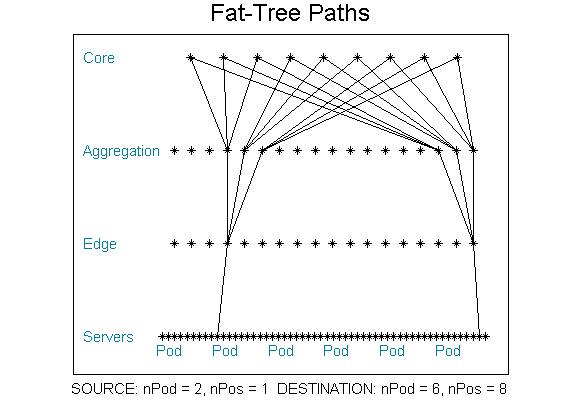 Fat-Tree Paths
Core
Aggregation
Edge
Servers
Pod Pod Pod Pod Pod Pod
SOURCE: nPod = 2, nPos = 1 DESTINATION: nPod = 6, nPos = 8